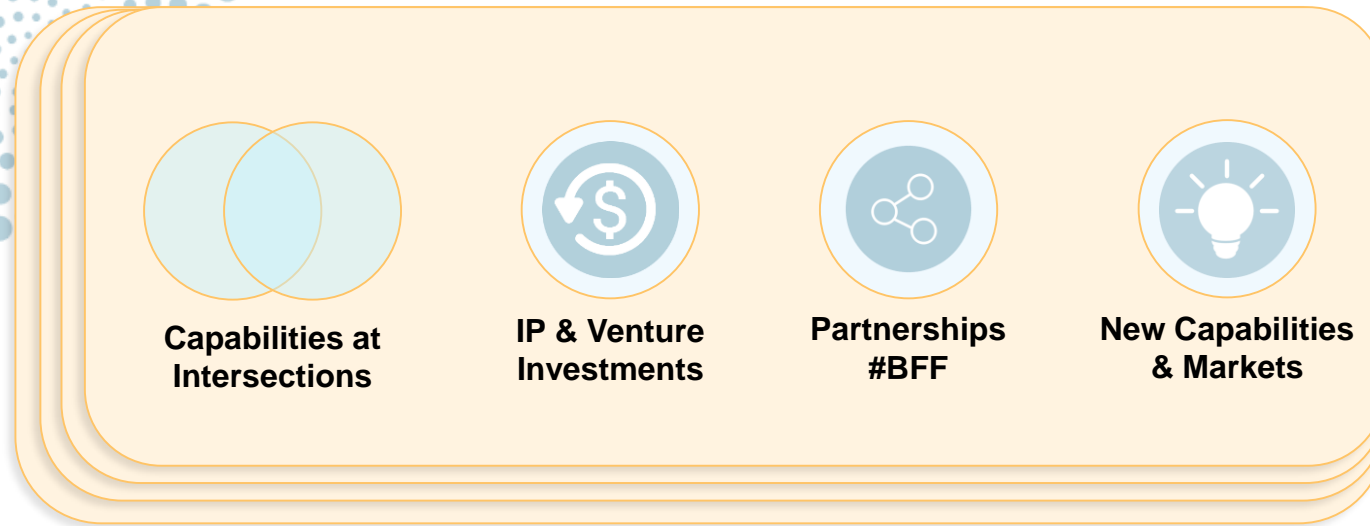 Capabilities at
Intersections
IP & Venture
Investments
Partnerships
#BFF
New Capabilities
& Markets